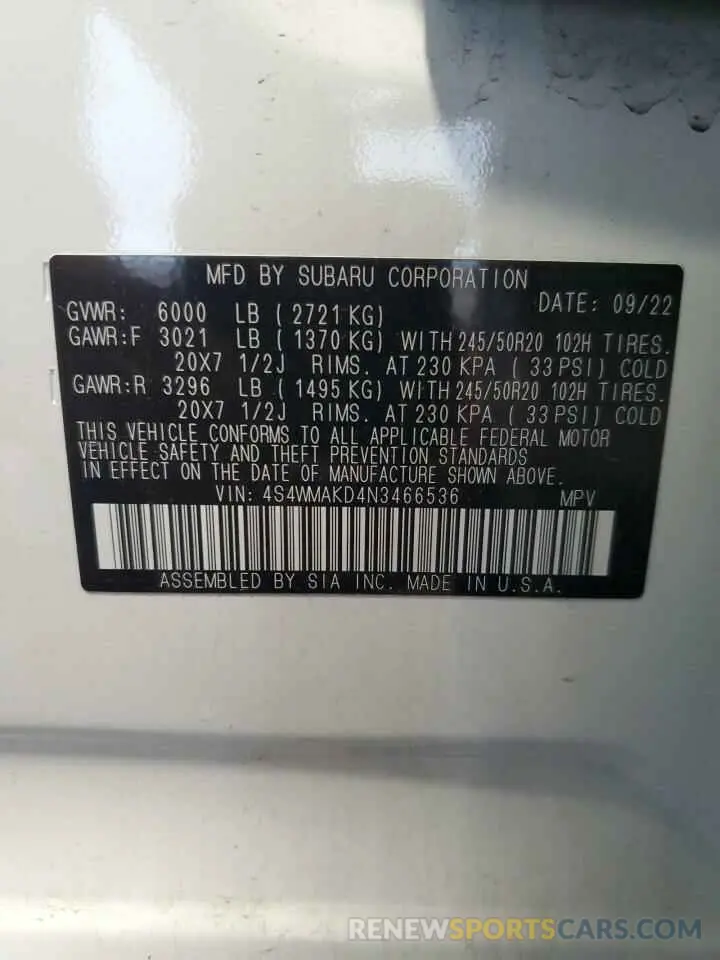 MFD BY SUBARU CORPORATION
DATE: 09/22
GVWR: 6000 LB ( 2721 KG)
GAWR:F 3021 LB ( 1370 KG) WITH 245/50R20 102H TIRES.
20X7 1/2J RIMS. AT 230 KPA ( 33 PSI) COLD
GAWR:R 3296 LB ( 1495 KG) WITH 245/50R20 102H TIRES.
20X7 1/2J RIMS. AT 230 KPA ( 33 PSI) COLD
THIS VEHICLE CONFORMS TO ALL APPLICABLE FEDERAL MOTOR
VEHICLE SAFETY AND THEFT PREVENTION STANDARDS
IN EFFECT ON THE DATE OF MANUFACTURE SHOWN ABOVE.
VIN: 4S4WMAKD4N3466536 MPV
ASSEMBLED BY SIA INC. MADE IN U.S.A.
RENEWSPORTSCARS.COM